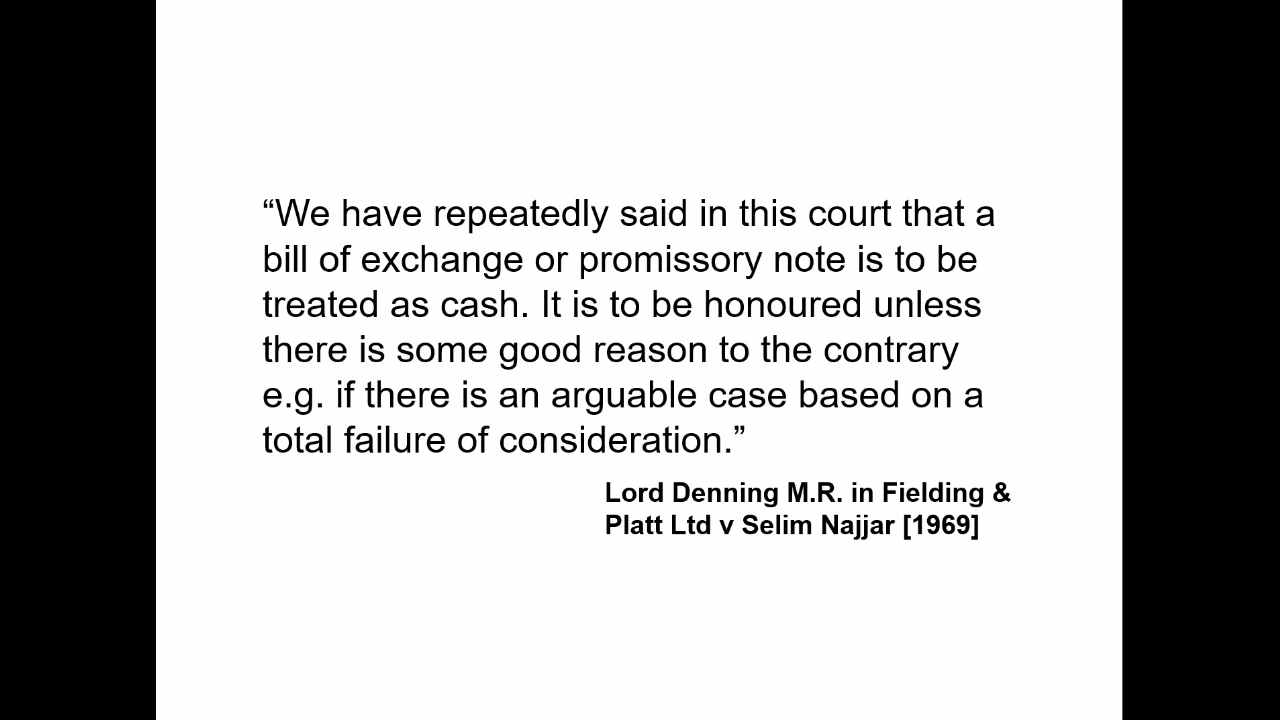 “We have repeatedly said in this court that a
bill of exchange or promissory note is to be
treated as cash. It is to be honoured unless
there is some good reason to the contrary
e.g. if there is an arguable case based on a
total failure of consideration.”
Lord Denning M.R. in Fielding &
Platt Ltd v Selim Najjar [1969]